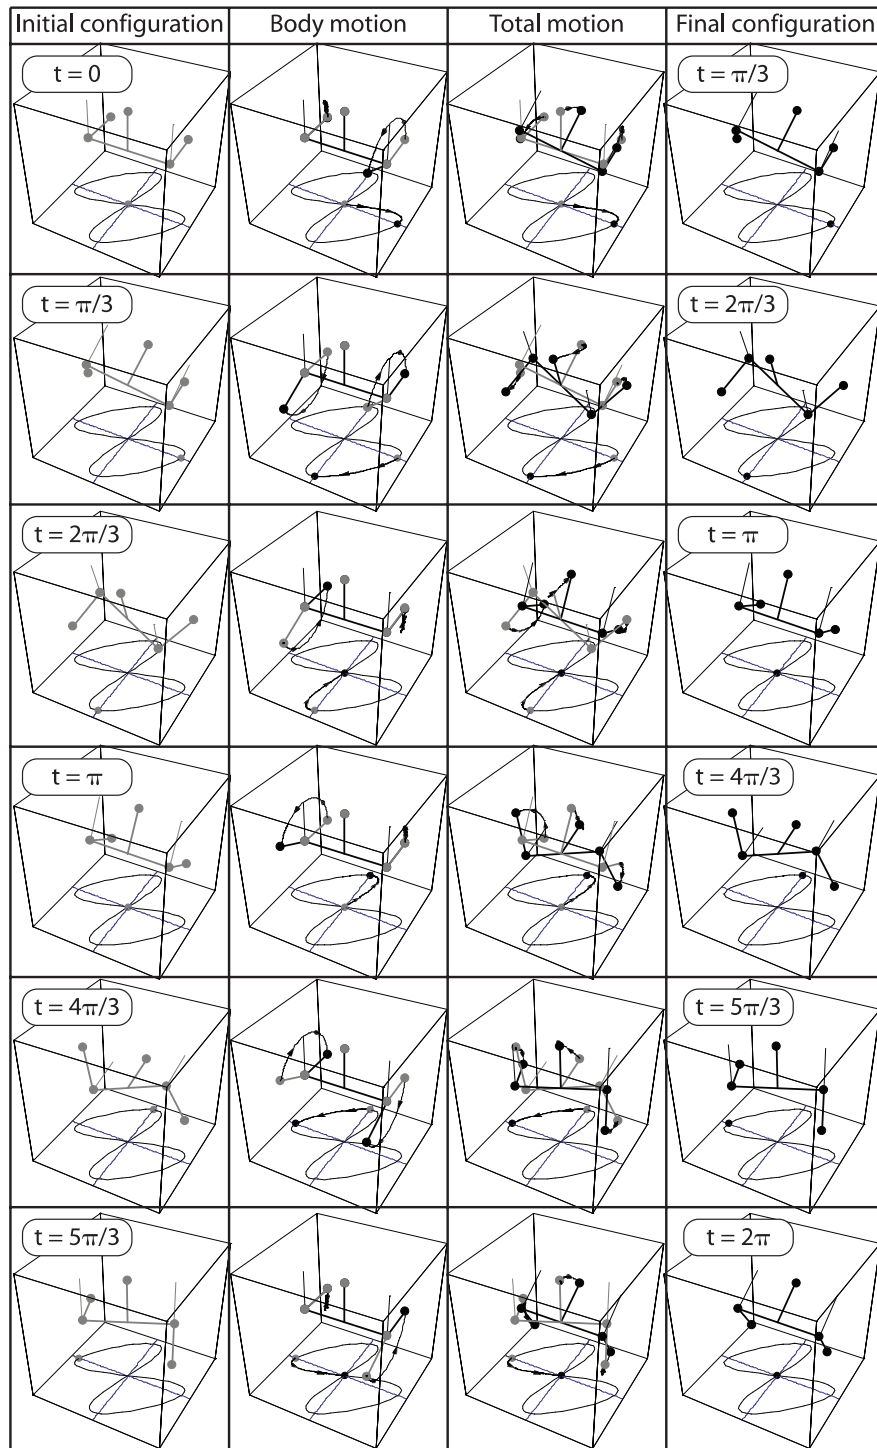 Initial configuration Body motion Total motion Final configuration
t = 0 t = π/3
t = π/3 t = 2π/3
t = 2π/3 t = π
t = π t = 4π/3
t = 4π/3 t = 5π/3
t = 5π/3 t = 2π